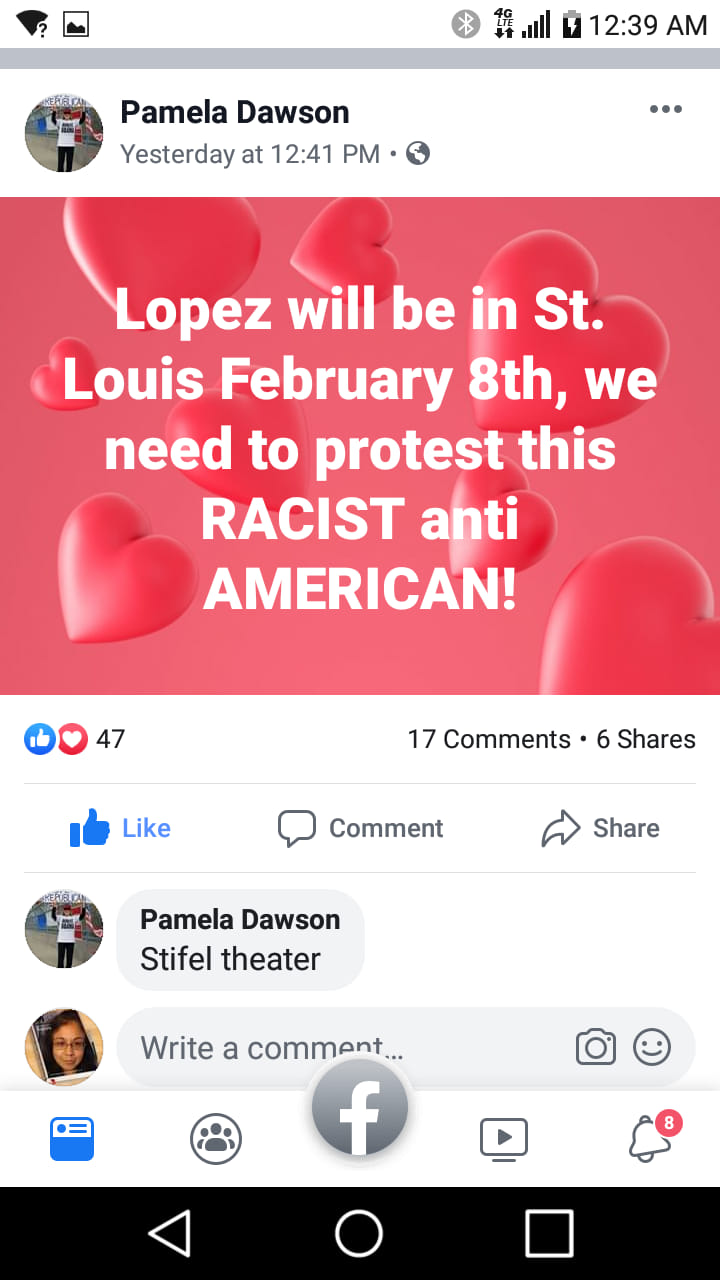 4G
LTE
12:39 AM
Pamela Dawson
Yesterday at 12:41 PM •
Lopez will be in St.
Louis February 8th, we
need to protest this
RACIST anti
AMERICAN!
47
17 Comments • 6 Shares
Like
Comment
Share
Pamela Dawson
Stifel theater
Write a comment...
8